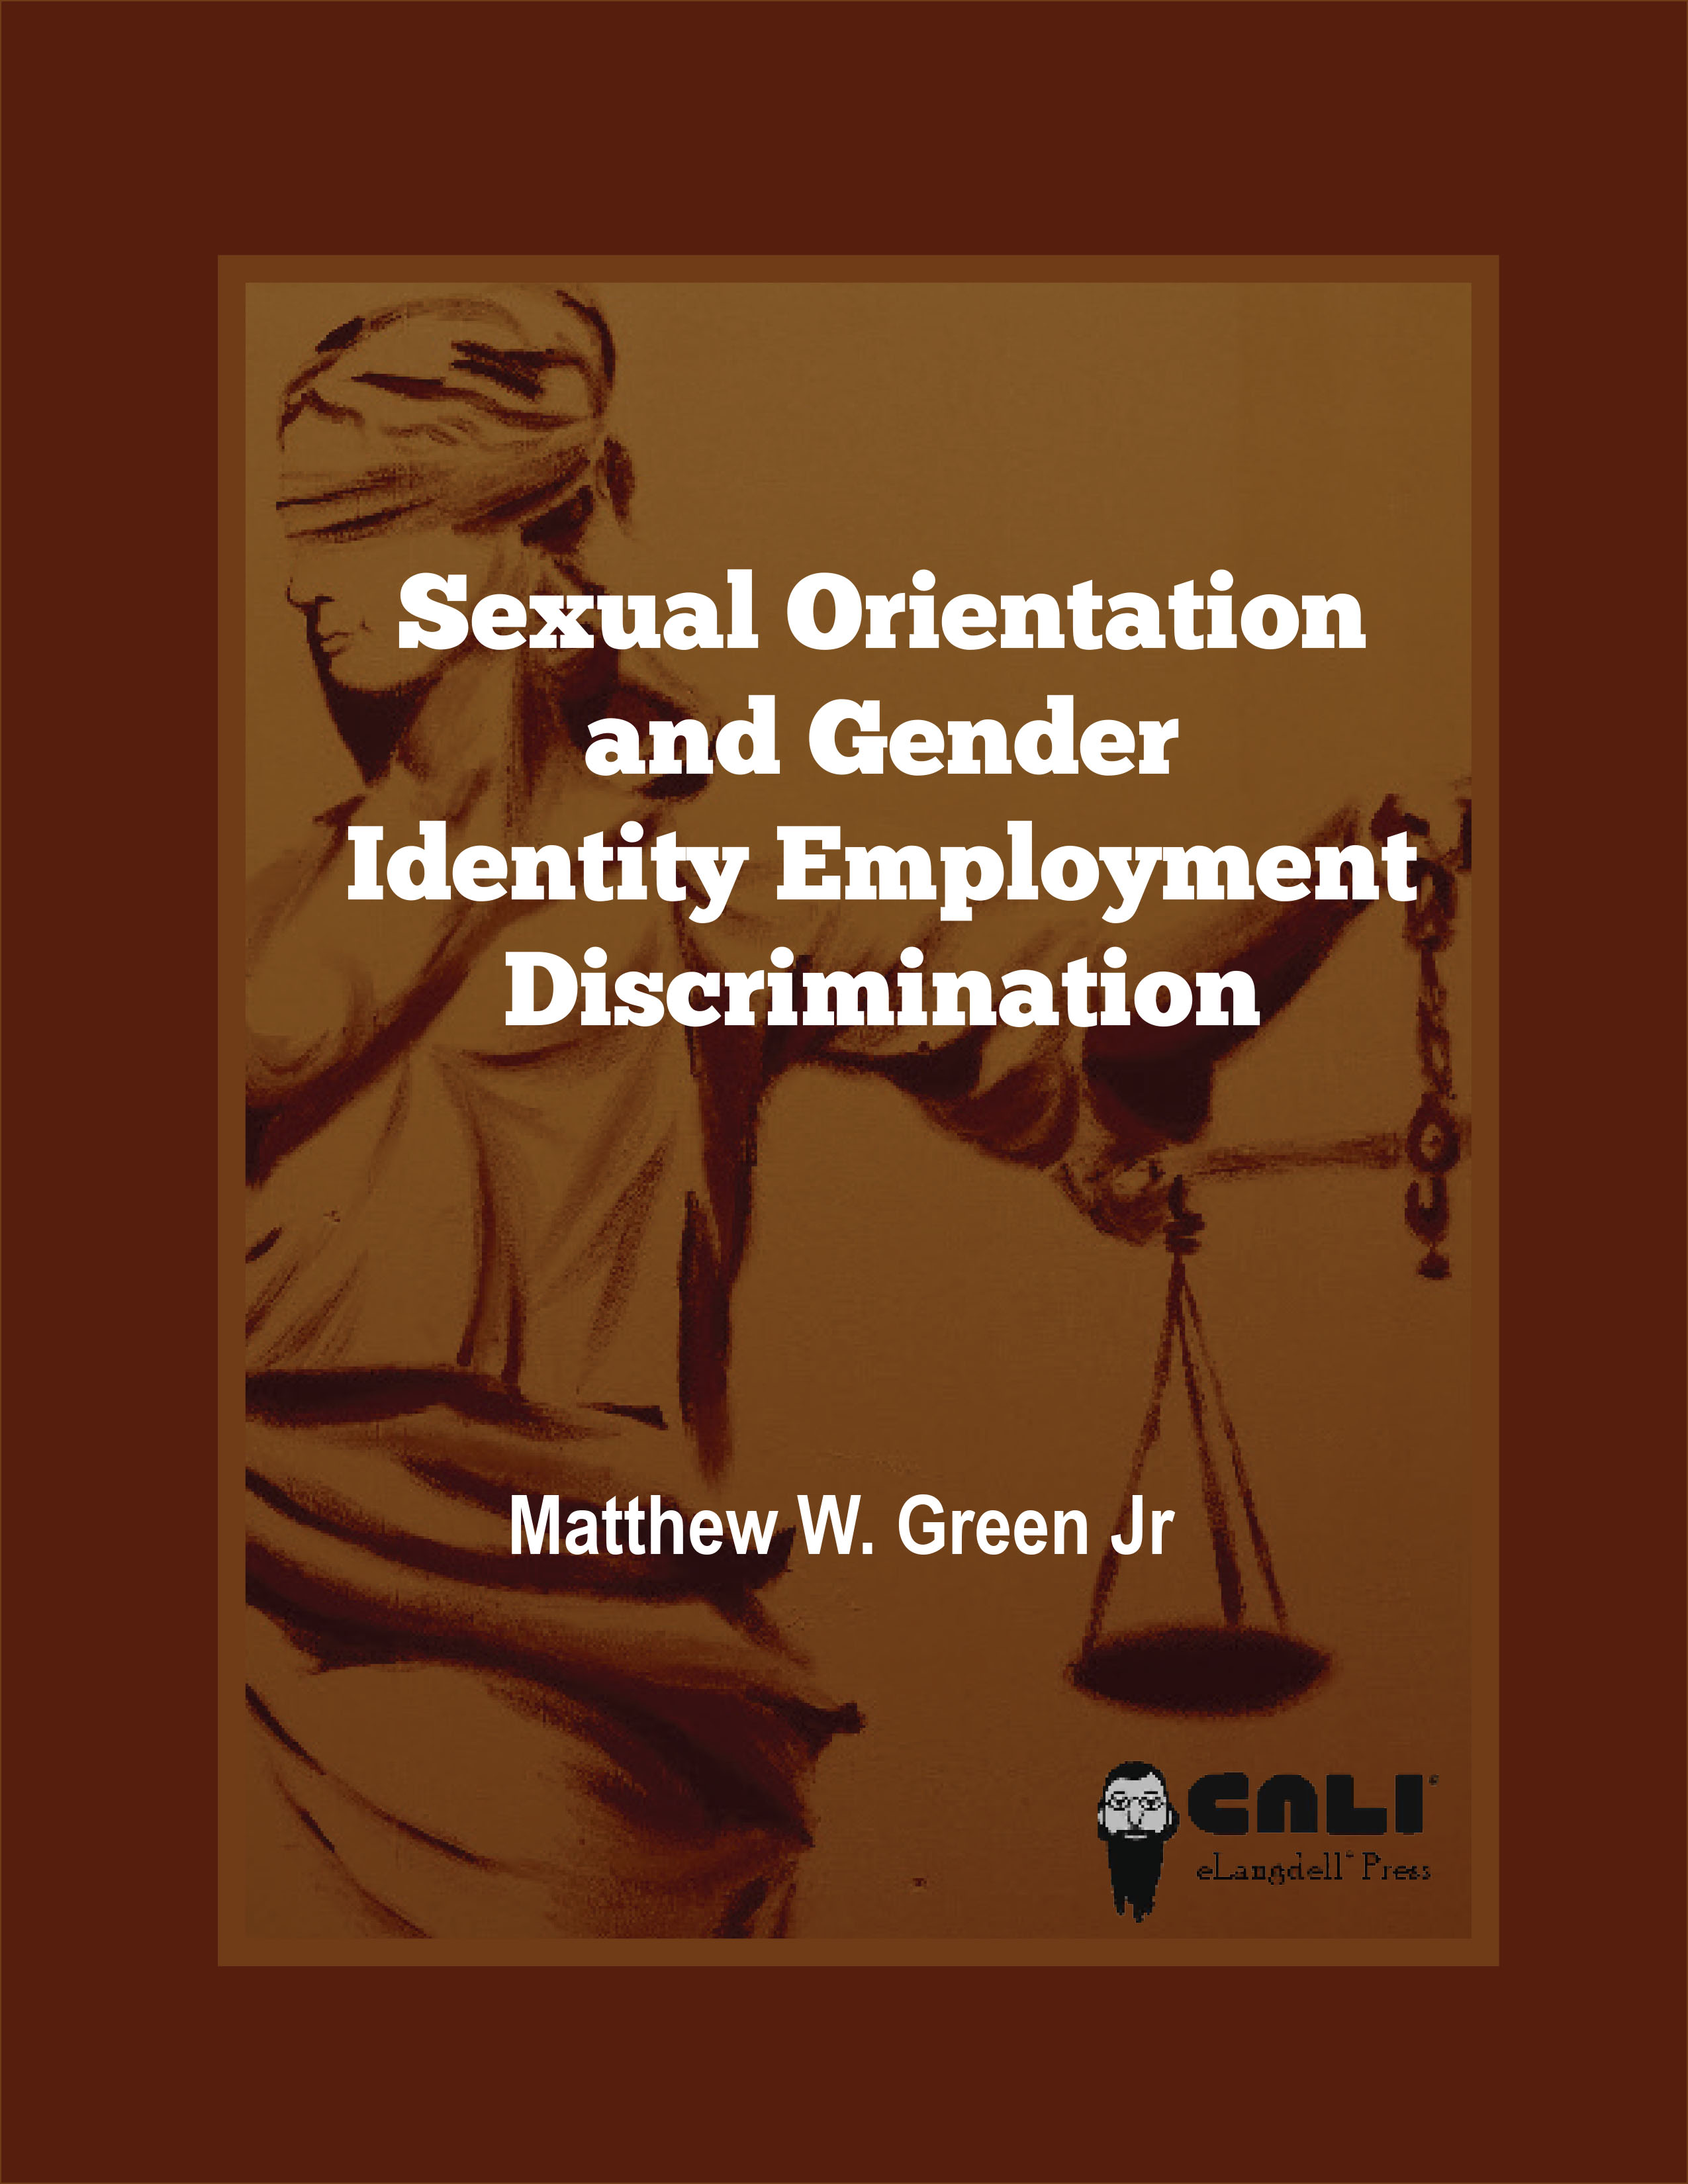 Sexual Orientation
and Gender
Identity Employment
Discrimination
Matthew W. Green Jr
CALI
eLangdell® Press